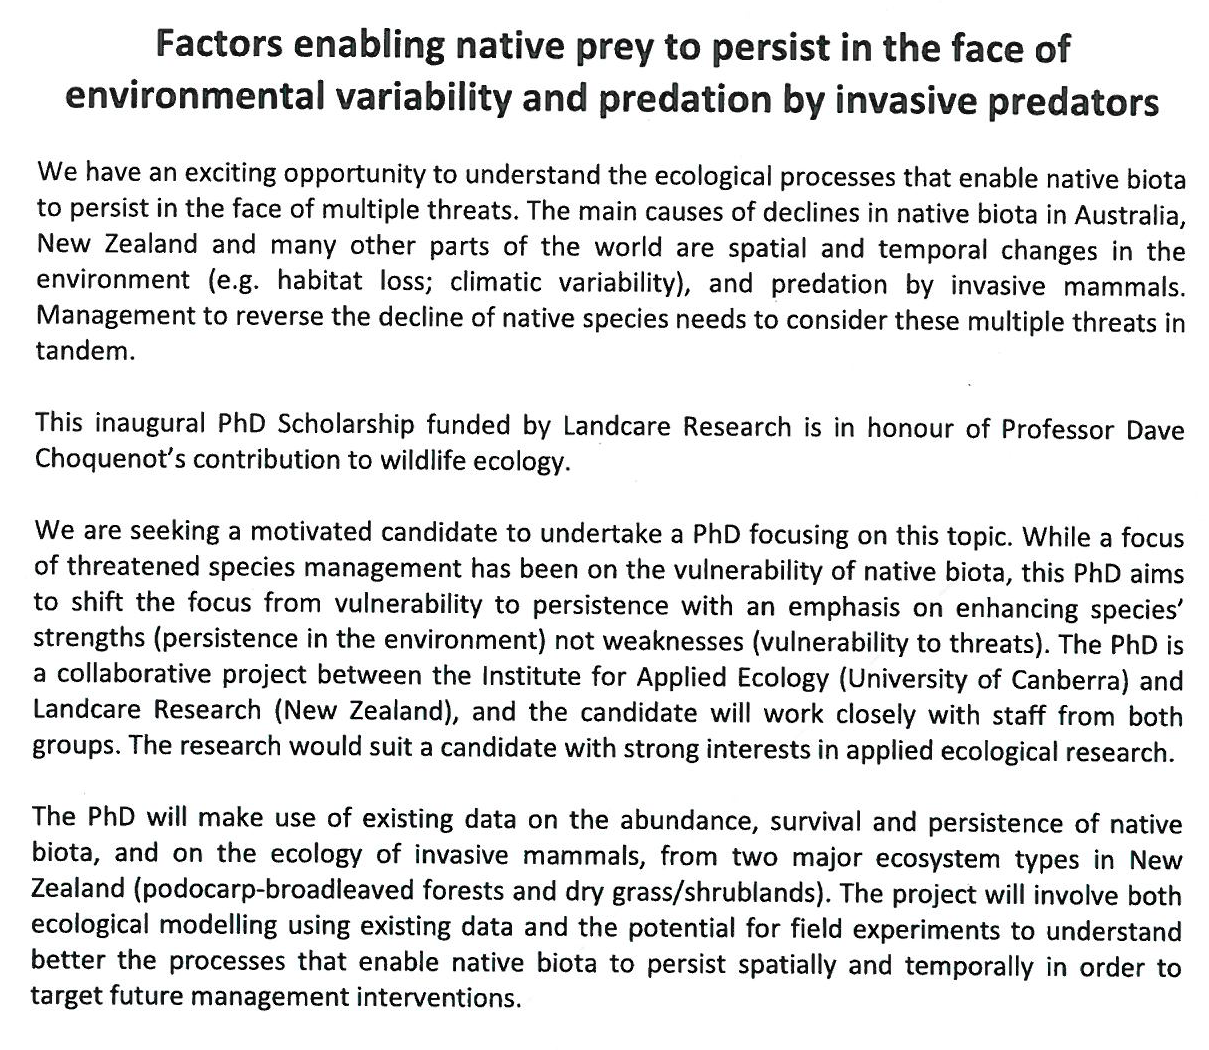 Factors enabling native prey to persist in the face of
environmental variability and predation by invasive predators
We have an exciting opportunity to understand the ecological processes that enable native biota
to persist in the face of multiple threats. The main causes of declines in native biota in Australia,
New Zealand and many other parts of the world are spatial and temporal changes in the
environment (e.g. habitat loss; climatic variability), and predation by invasive mammals.
Management to reverse the decline of native species needs to consider these multiple threats in
tandem.
This inaugural PhD Scholarship funded by Landcare Research is in honour of Professor Dave
Choquenot's contribution to wildlife ecology.
We are seeking a motivated candidate to undertake a PhD focusing on this topic. While a focus
of threatened species management has been on the vulnerability of native biota, this PhD aims
to shift the focus from vulnerability to persistence with an emphasis on enhancing species'
strengths (persistence in the environment) not weaknesses (vulnerability to threats). The PhD is
a collaborative project between the Institute for Applied Ecology (University of Canberra) and
Landcare Research (New Zealand), and the candidate will work closely with staff from both
groups. The research would suit a candidate with strong interests in applied ecological research.
The PhD will make use of existing data on the abundance, survival and persistence of native
biota, and on the ecology of invasive mammals, from two major ecosystem types in New
Zealand (podocarp-broadleaved forests and dry grass/shrublands). The project will involve both
ecological modelling using existing data and the potential for field experiments to understand
better the processes that enable native biota to persist spatially and temporally in order to
target future management interventions.